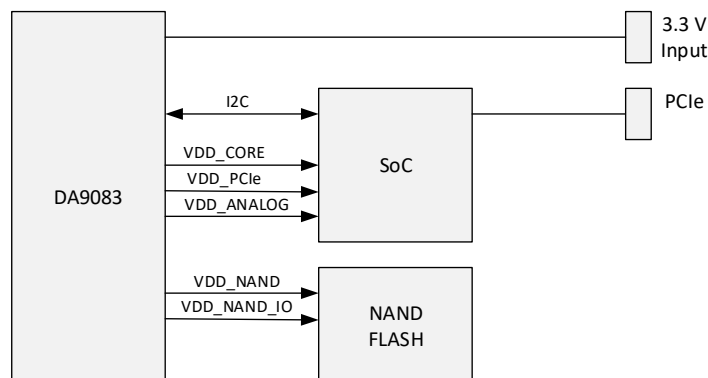 3.3 V
Input
I2C
PCIe
VDD_CORE
SoC
VDD_PCIe
DA9083
VDD_ANALOG
VDD_NAND
VDD_NAND_IO
NAND
FLASH